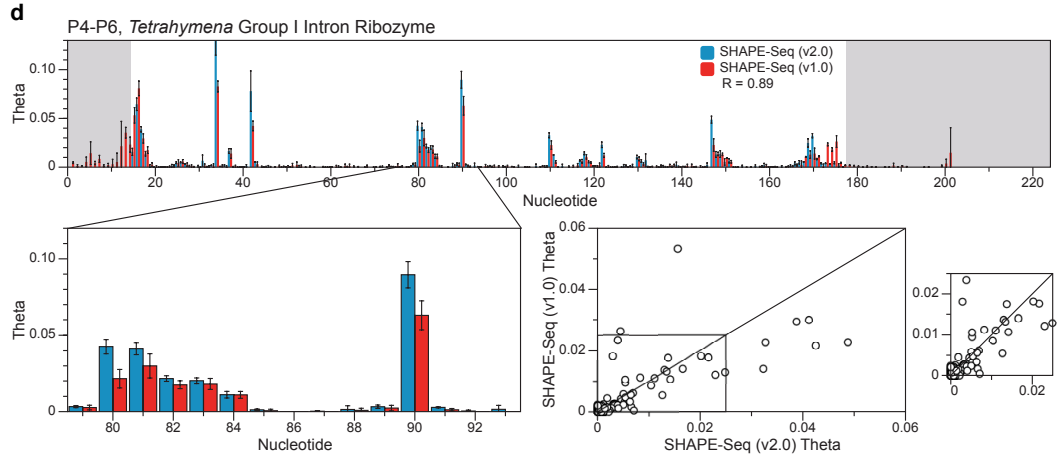 d
P4-P6, Tetrahymena Group I Intron Ribozyme
SHAPE-Seq (v2.0)
SHAPE-Seq (v1.0)
R = 0.89
Theta
0.10
0.05
0
0 20 40 60 80 100 120 140 160 180 200 220
Nucleotide
Theta
0.10
0.05
0
80 82 84 86 88 90 92
Nucleotide
SHAPE-Seq (v1.0) Theta
0.06
0.04
0.02
0
0 0.02 0.04 0.06
SHAPE-Seq (v2.0) Theta
0.02
0.01
0
0 0.02